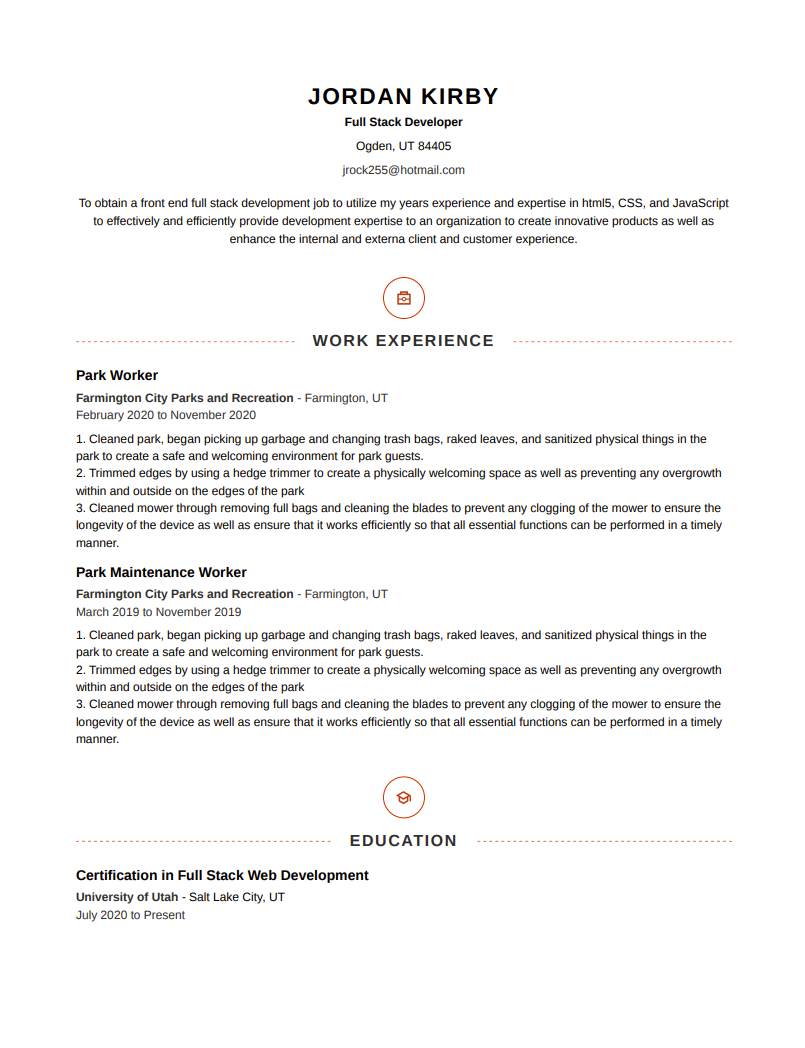 JORDAN KIRBY
Full Stack Developer
Ogden, UT 84405
jrock255@hotmail.com
To obtain a front end full stack development job to utilize my years experience and expertise in html5, CSS, and JavaScript
to effectively and efficiently provide development expertise to an organization to create innovative products as well as
enhance the internal and externa client and customer experience.
WORK EXPERIENCE
Park Worker
Farmington City Parks and Recreation - Farmington, UT
February 2020 to November 2020
1. Cleaned park, began picking up garbage and changing trash bags, raked leaves, and sanitized physical things in the
park to create a safe and welcoming environment for park guests.
2. Trimmed edges by using a hedge trimmer to create a physically welcoming space as well as preventing any overgrowth
within and outside on the edges of the park
3. Cleaned mower through removing full bags and cleaning the blades to prevent any clogging of the mower to ensure the
longevity of the device as well as ensure that it works efficiently so that all essential functions can be performed in a timely
manner.
Park Maintenance Worker
Farmington City Parks and Recreation - Farmington, UT
March 2019 to November 2019
1. Cleaned park, began picking up garbage and changing trash bags, raked leaves, and sanitized physical things in the
park to create a safe and welcoming environment for park guests.
2. Trimmed edges by using a hedge trimmer to create a physically welcoming space as well as preventing any overgrowth
within and outside on the edges of the park
3. Cleaned mower through removing full bags and cleaning the blades to prevent any clogging of the mower to ensure the
longevity of the device as well as ensure that it works efficiently so that all essential functions can be performed in a timely
manner.
EDUCATION
Certification in Full Stack Web Development
University of Utah - Salt Lake City, UT
July 2020 to Present